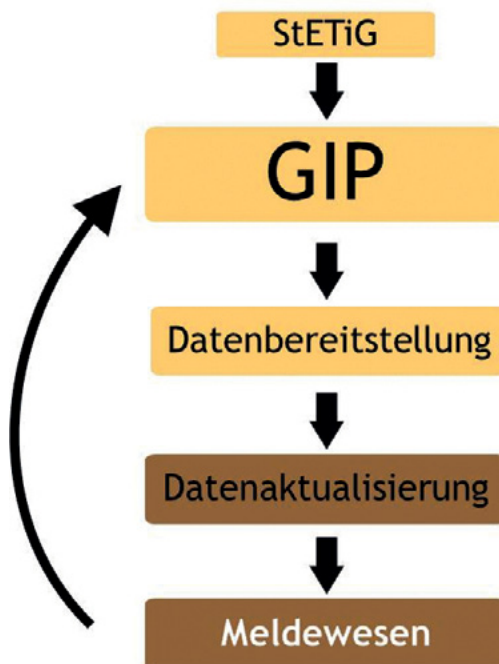 StETiG
GIP
Datenbereitstellung
Datenaktualisierung
Meldewesen